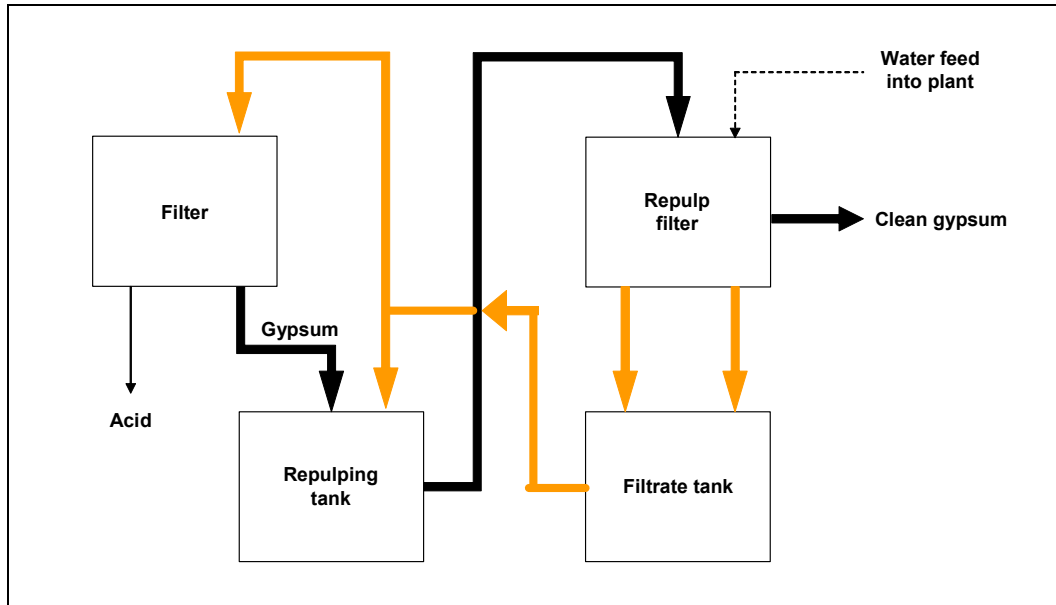 Water feed
into plant
Filter
Repulp
filter
Clean gypsum
Gypsum
Acid
Repulping
tank
Filtrate tank